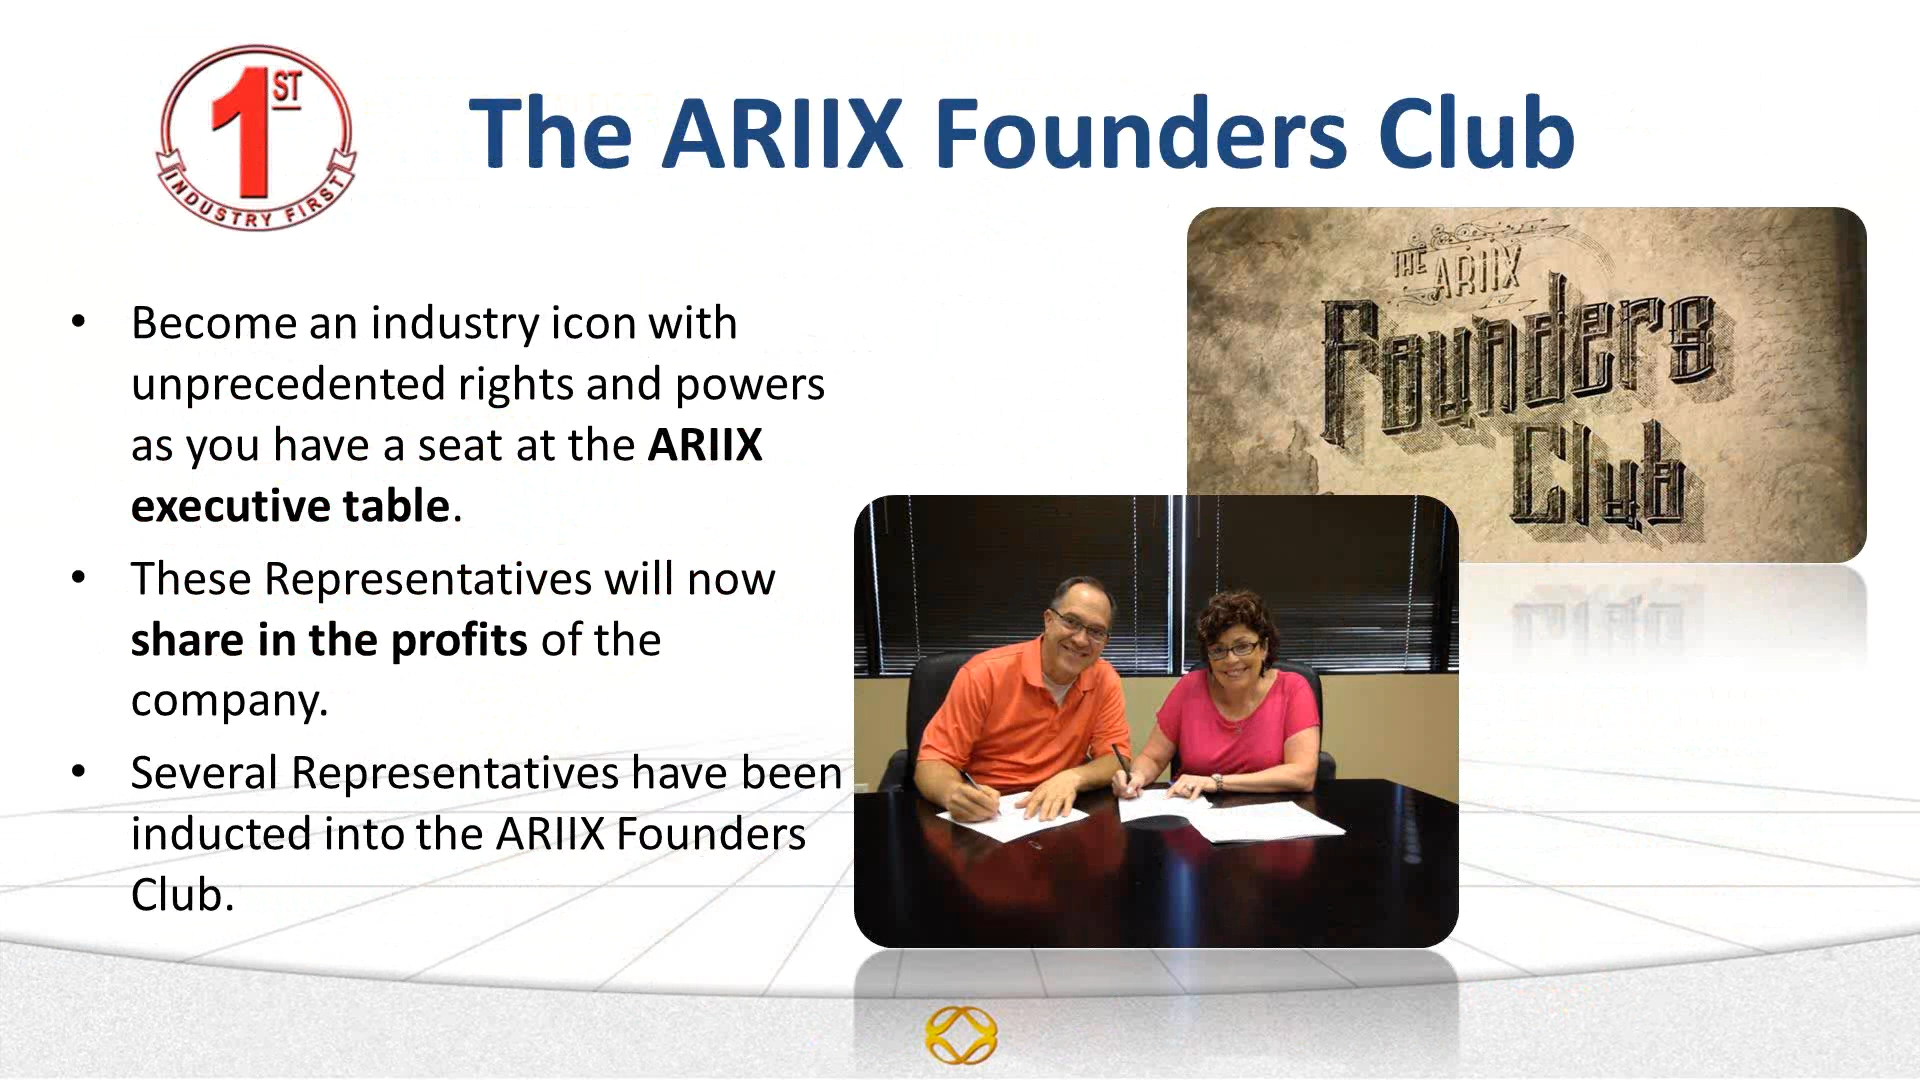 1ST
INDUSTRY FIRST
The ARIIX Founders Club
• Become an industry icon with
unprecedented rights and powers
as you have a seat at the ARIIX
executive table.
• These Representatives will now
share in the profits of the
company.
• Several Representatives have been
inducted into the ARIIX Founders
Club.
THE ARIIX
Founders
Club